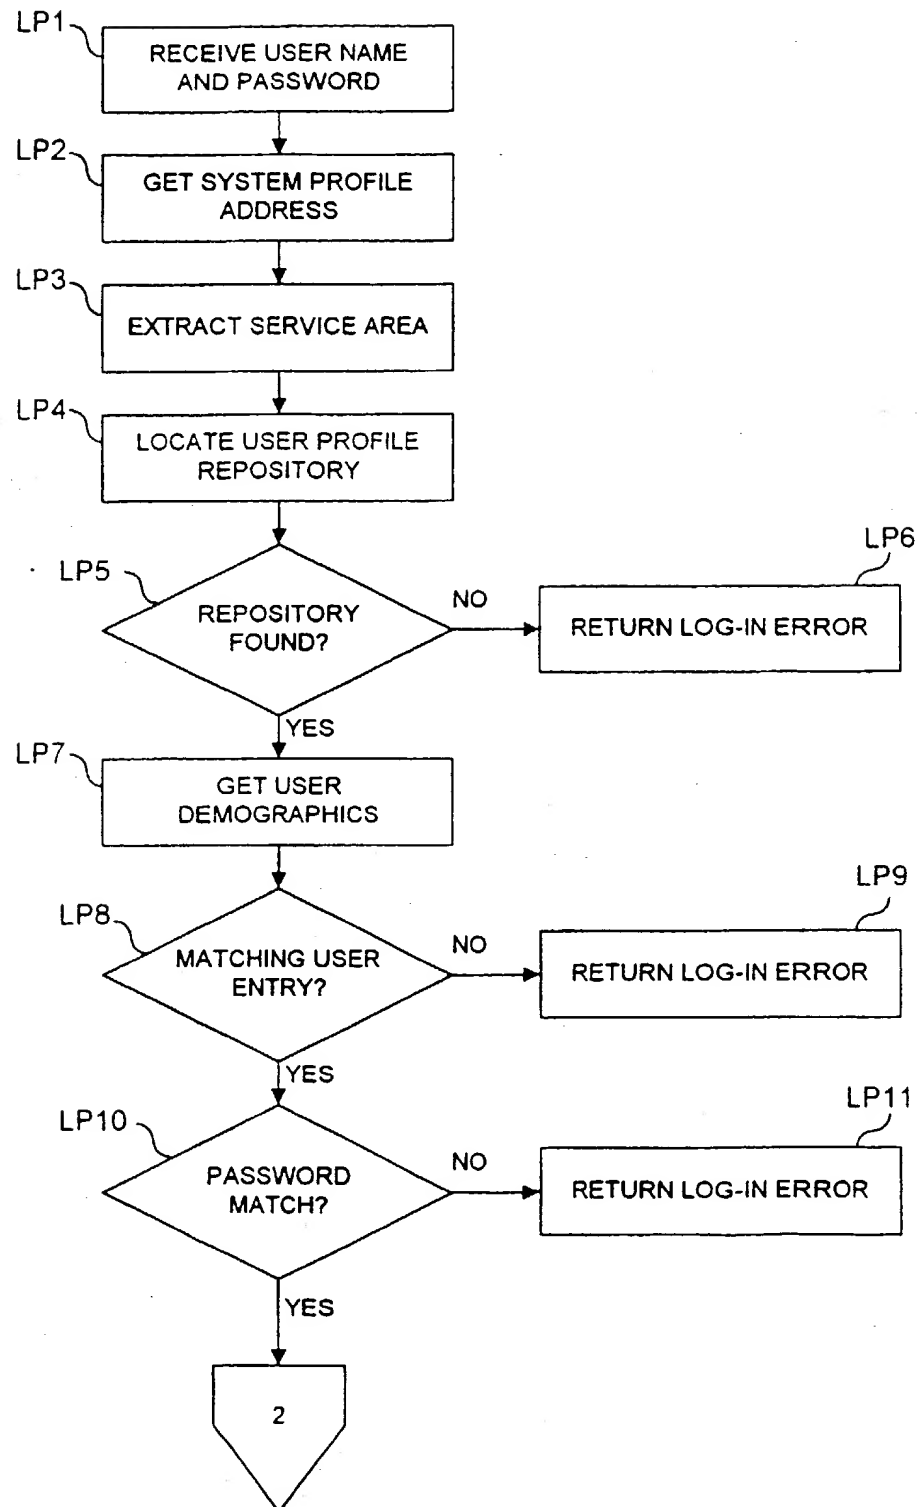 LP1
RECEIVE USER NAME
AND PASSWORD
LP2
GET SYSTEM PROFILE
ADDRESS
LP3
EXTRACT SERVICE AREA
LP4
LOCATE USER PROFILE
REPOSITORY
LP5
REPOSITORY
FOUND?
NO
LP6
RETURN LOG-IN ERROR
YES
LP7
GET USER
DEMOGRAPHICS
LP8
MATCHING USER
ENTRY?
NO
LP9
RETURN LOG-IN ERROR
YES
LP10
PASSWORD
MATCH?
NO
LP11
RETURN LOG-IN ERROR
YES
2